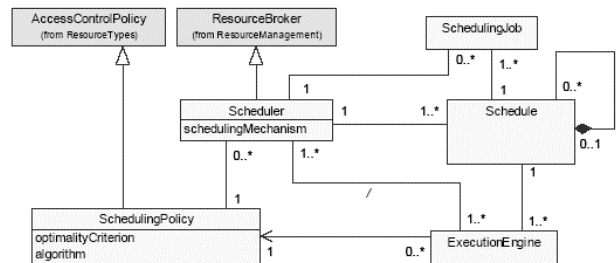 AccessControlPolicy
(from ResourceTypes)
ResourceBroker
(from ResourceManagement)
SchedulingJob
0..*
1..*
0..*
1
1
Scheduler
schedulingMechanism
1
1..*
Schedule
0..1
0..*
1..*
1
1
/
1..*
1..*
SchedulingPolicy
optimalityCriterion
algorithm
1
0..*
ExecutionEngine